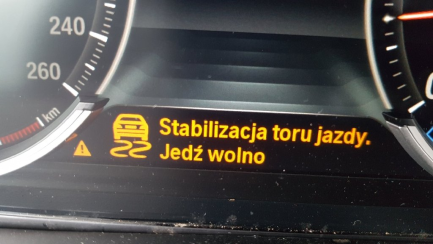 240
260
km
Stabilizacja toru jazdy.
Jedź wolno